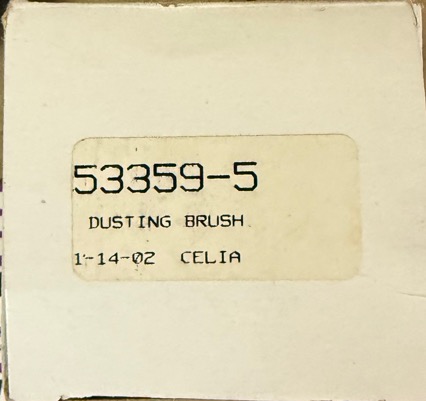 53359-5
DUSTING BRUSH
1-14-02 CELIA